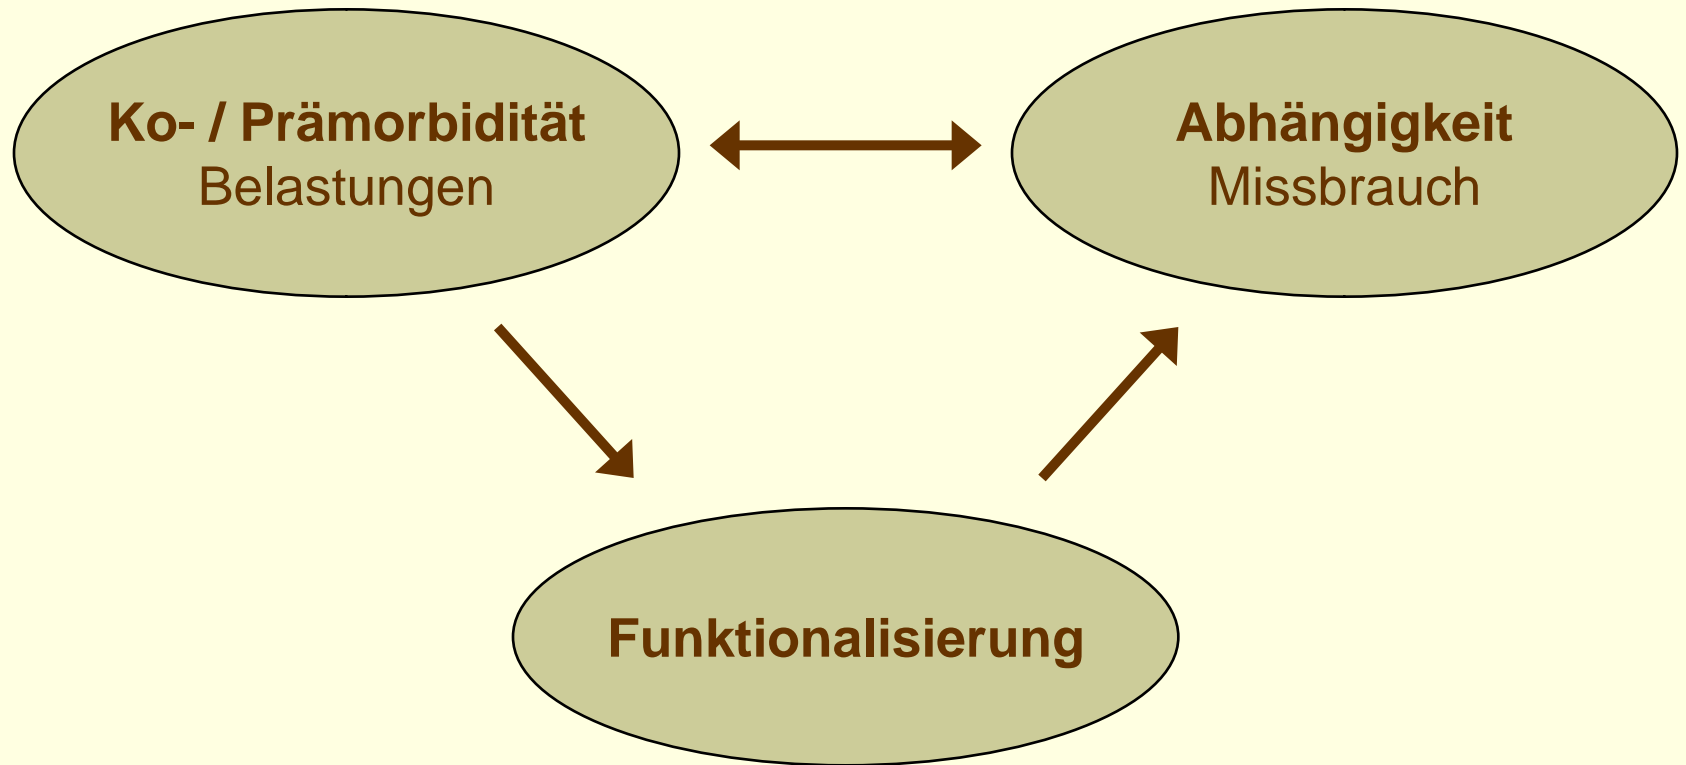 Ko- / Prämorbidität
Belastungen
Abhängigkeit
Missbrauch
Funktionalisierung